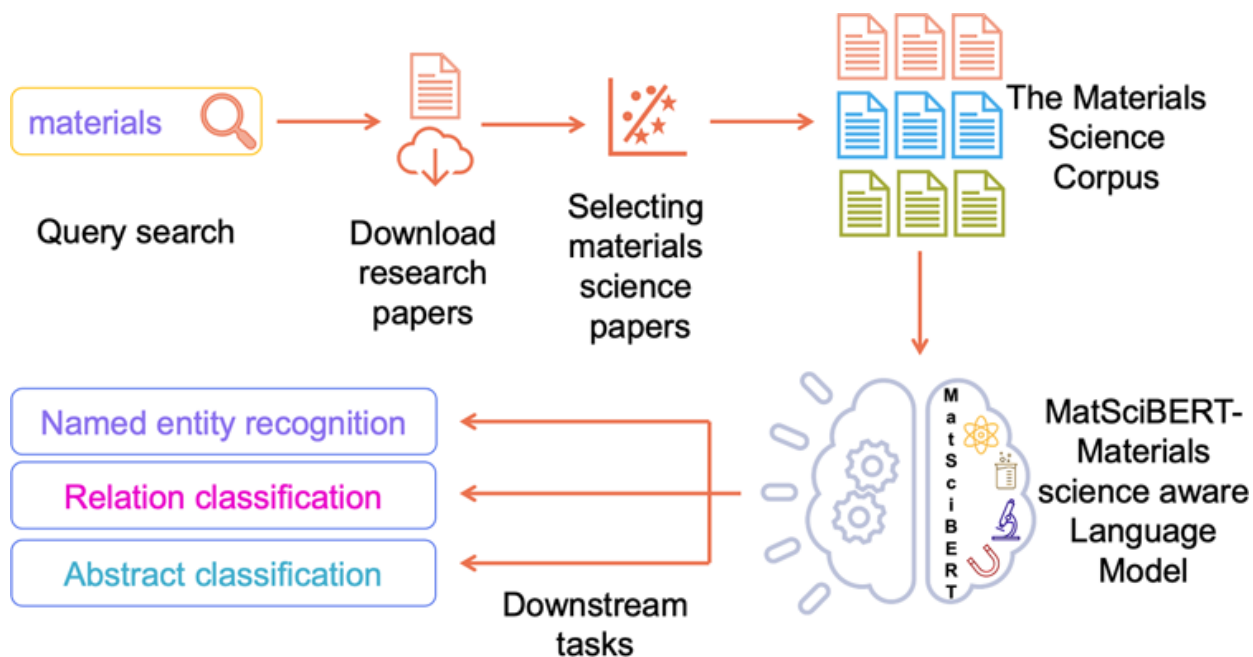 materials
Query search
Download
research
papers
Selecting
materials
science
papers
The Materials
Science
Corpus
MatSciBERT
MatSciBERT-
Materials
science aware
Language
Model
Named entity recognition
Relation classification
Abstract classification
Downstream
tasks